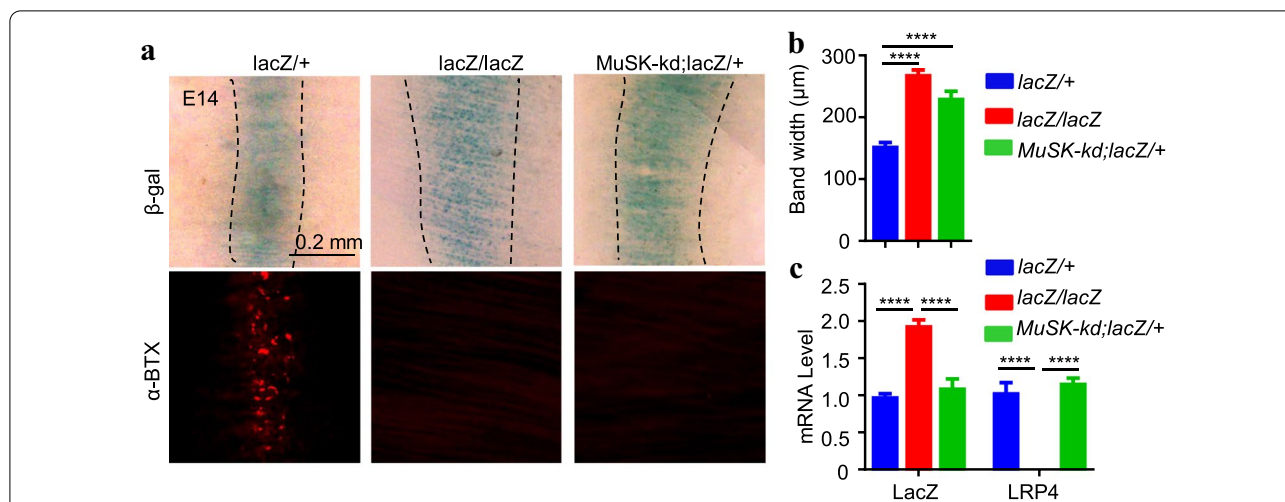 a
lacZ/+
lacZ/lacZ
MuSK-kd;lacZ/+
E14
β-gal
0.2 mm
α-BTX
b
****
****
300
200
100
0
Band width (µm)
lacZ/+
lacZ/lacZ
MuSK-kd;lacZ/+
c
lacZ/+
lacZ/lacZ
MuSK-kd;lacZ/+
**** ****
**** ****
2.5
2.0
1.5
1.0
0.5
0
mRNA Level
LacZ
LRP4